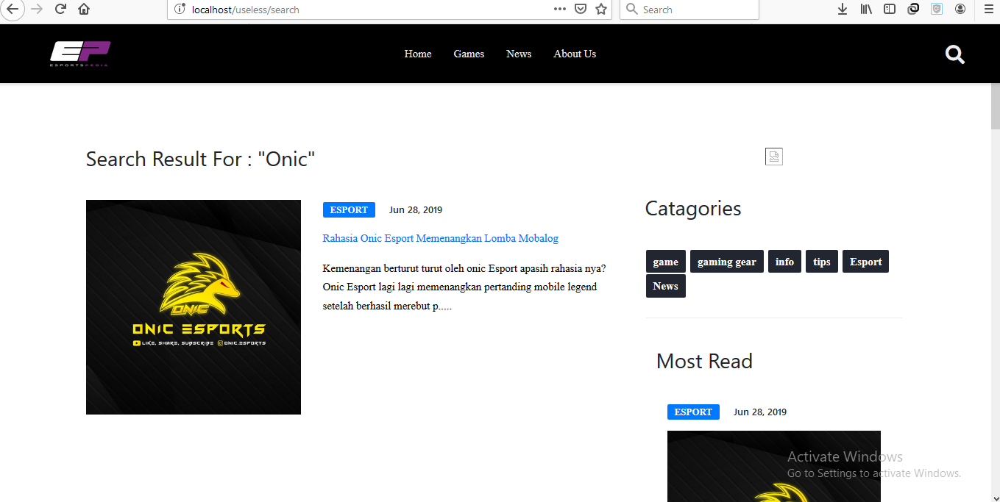 localhost/useless/search
Search
EP
ESPORTSPEDIA
Home Games News About Us
Search Result For : "Onic"
ONIC
ONIC ESPORTS
LIKE, SHARE, SUBSCRIBE ONIC.ESPORTS
ESPORT Jun 28, 2019
Rahasia Onic Esport Memenangkan Lomba Mobalog
Kemenangan berturut turut oleh onic Esport apasih rahasia nya?
Onic Esport lagi lagi memenangkan pertanding mobile legend
setelah berhasil merebut p.....
Catagories
game gaming gear info tips Esport
News
Most Read
ESPORT Jun 28, 2019
Activate Windows
Go to Settings to activate Windows.